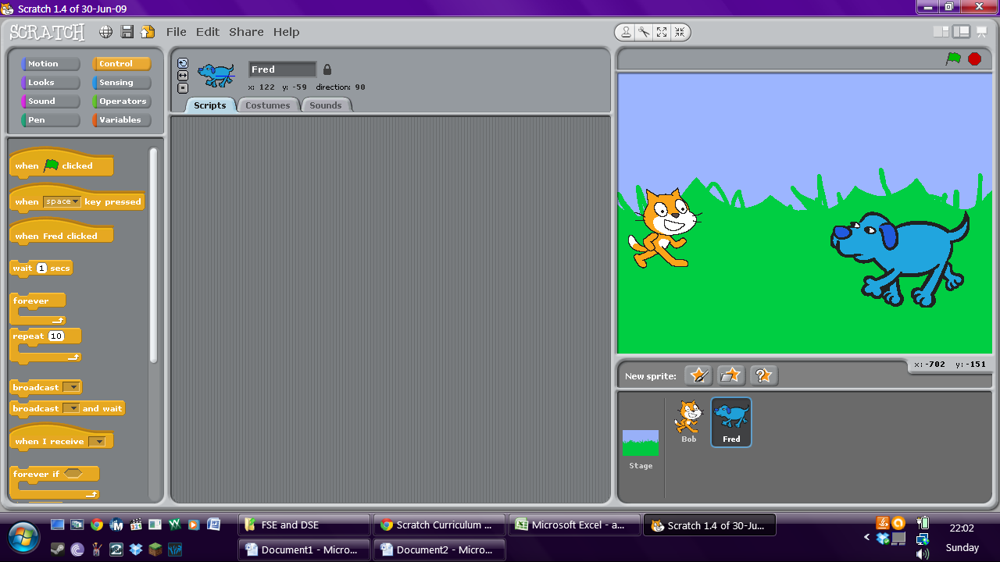 Scratch 1.4 of 30-Jun-09
SCRATCH File Edit Share Help
Motion Control
Looks Sensing
Sound Operators
Pen Variables
Fred
x: 122 y: -59 direction: 90
Scripts Costumes Sounds
when clicked
when space key pressed
when Fred clicked
wait 1 secs
forever
repeat 10
broadcast
broadcast and wait
when I receive
forever if
x: -702 y: -151
New sprite:
Bob
Fred
Stage
FSE and DSE
Scratch Curriculum ...
Microsoft Excel - a...
Scratch 1.4 of 30-Ju...
Document1 - Micro...
Document2 - Micro...
22:02
Sunday